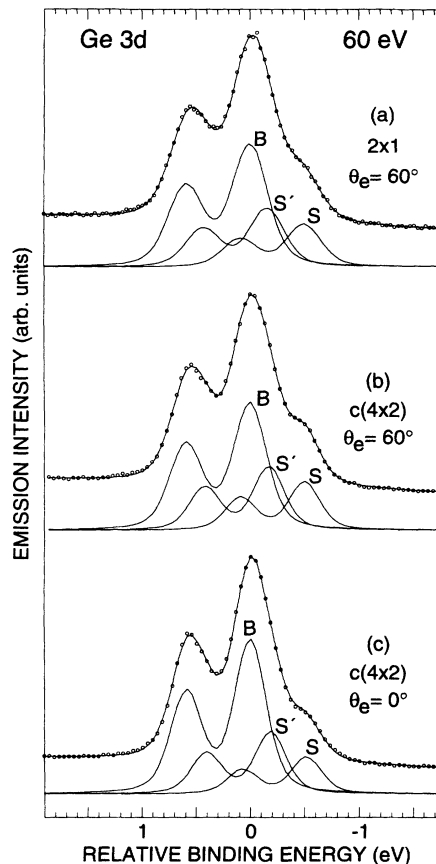 Ge 3d 60 eV
(a)
2x1
θe= 60°
B
S´
S
(b)
c(4x2)
θe= 60°
B
S´
S
(c)
c(4x2)
θe= 0°
B
S´
S
EMISSION INTENSITY (arb. units)
1 0 -1
RELATIVE BINDING ENERGY (eV)